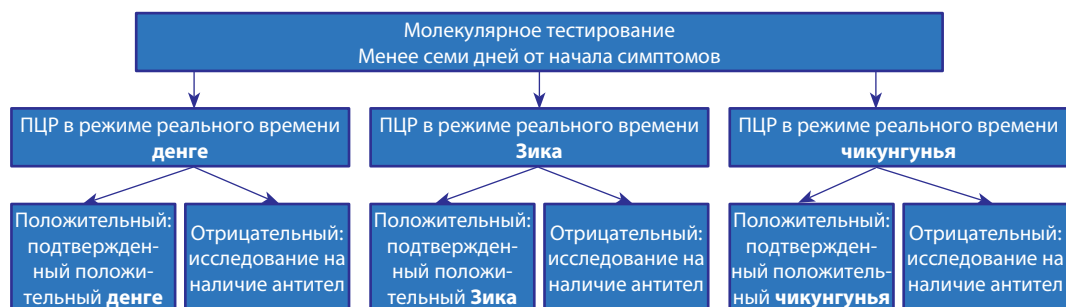 Молекулярное тестирование
Менее семи дней от начала симптомов
ПЦР в режиме реального времени
денге
ПЦР в режиме реального времени
Зика
ПЦР в режиме реального времени
чикунгунья
Положительный:
подтвержден-
ный положи-
тельный денге
Отрицательный:
исследование на
наличие антител
Положительный:
подтвержден-
ный положи-
тельный Зика
Отрицательный:
исследование на
наличие антител
Положительный:
подтвержден-
ный положитель-
ный чикунгунья
Отрицательный:
исследование на
наличие антител